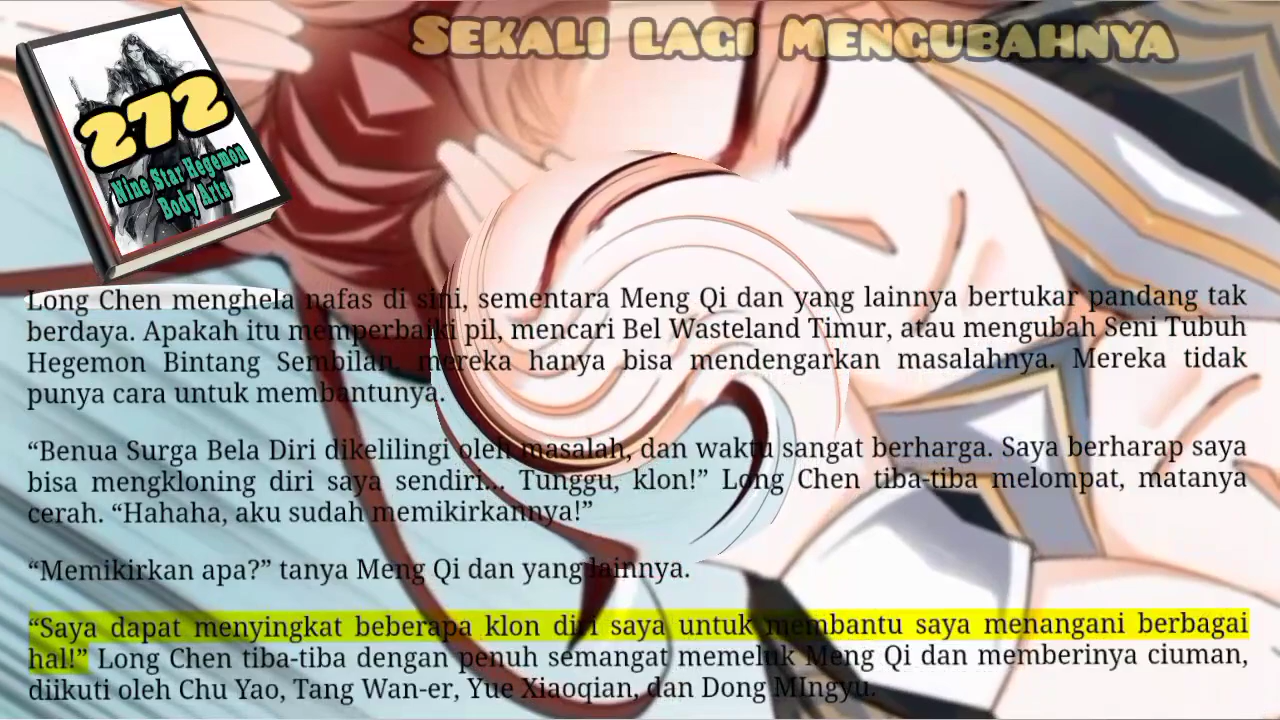 SEKALI LAGI MENGUBAHNYA
272
Nine Star Hegemon
Body Arts
Long Chen menghela nafas di sini, sementara Meng Qi dan yang lainnya bertukar pandang tak
berdaya. Apakah itu memperbaiki pil, mencari Bel Wasteland Timur, atau mengubah Seni Tubuh
Hegemon Bintang Sembilan, mereka hanya bisa mendengarkan masalahnya. Mereka tidak
punya cara untuk membantunya.
“Benua Surga Bela Diri dikelilingi oleh masalah, dan waktu sangat berharga. Saya berharap saya
bisa mengkloning diri saya sendiri... Tunggu, klon!” Long Chen tiba-tiba melompat, matanya
cerah. “Hahaha, aku sudah memikirkannya!”
“Memikirkan apa?” tanya Meng Qi dan yang lainnya.
“Saya dapat menyingkat beberapa klon diri saya untuk membantu saya menangani berbagai
hal!” Long Chen tiba-tiba dengan penuh semangat memeluk Meng Qi dan memberinya ciuman,
diikuti oleh Chu Yao, Tang Wan-er, Yue Xiaoqian, dan Dong MIngyu.